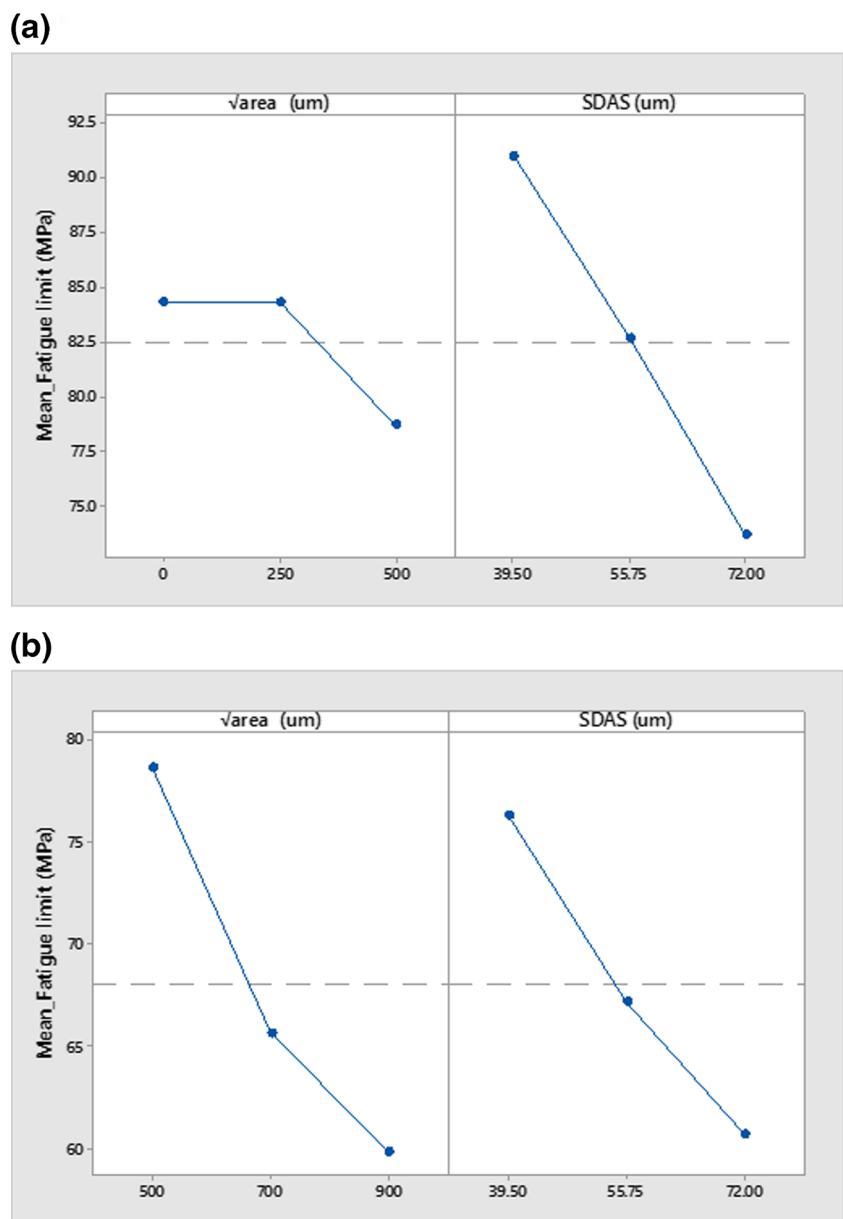 (a)
√area (um) SDAS (um)
92.5
90.0
87.5
85.0
82.5
80.0
77.5
75.0
Mean_Fatigue limit (MPa)
0 250 500 39.50 55.75 72.00
(b)
√area (um) SDAS (um)
80
75
70
65
60
Mean_Fatigue limit (MPa)
500 700 900 39.50 55.75 72.00